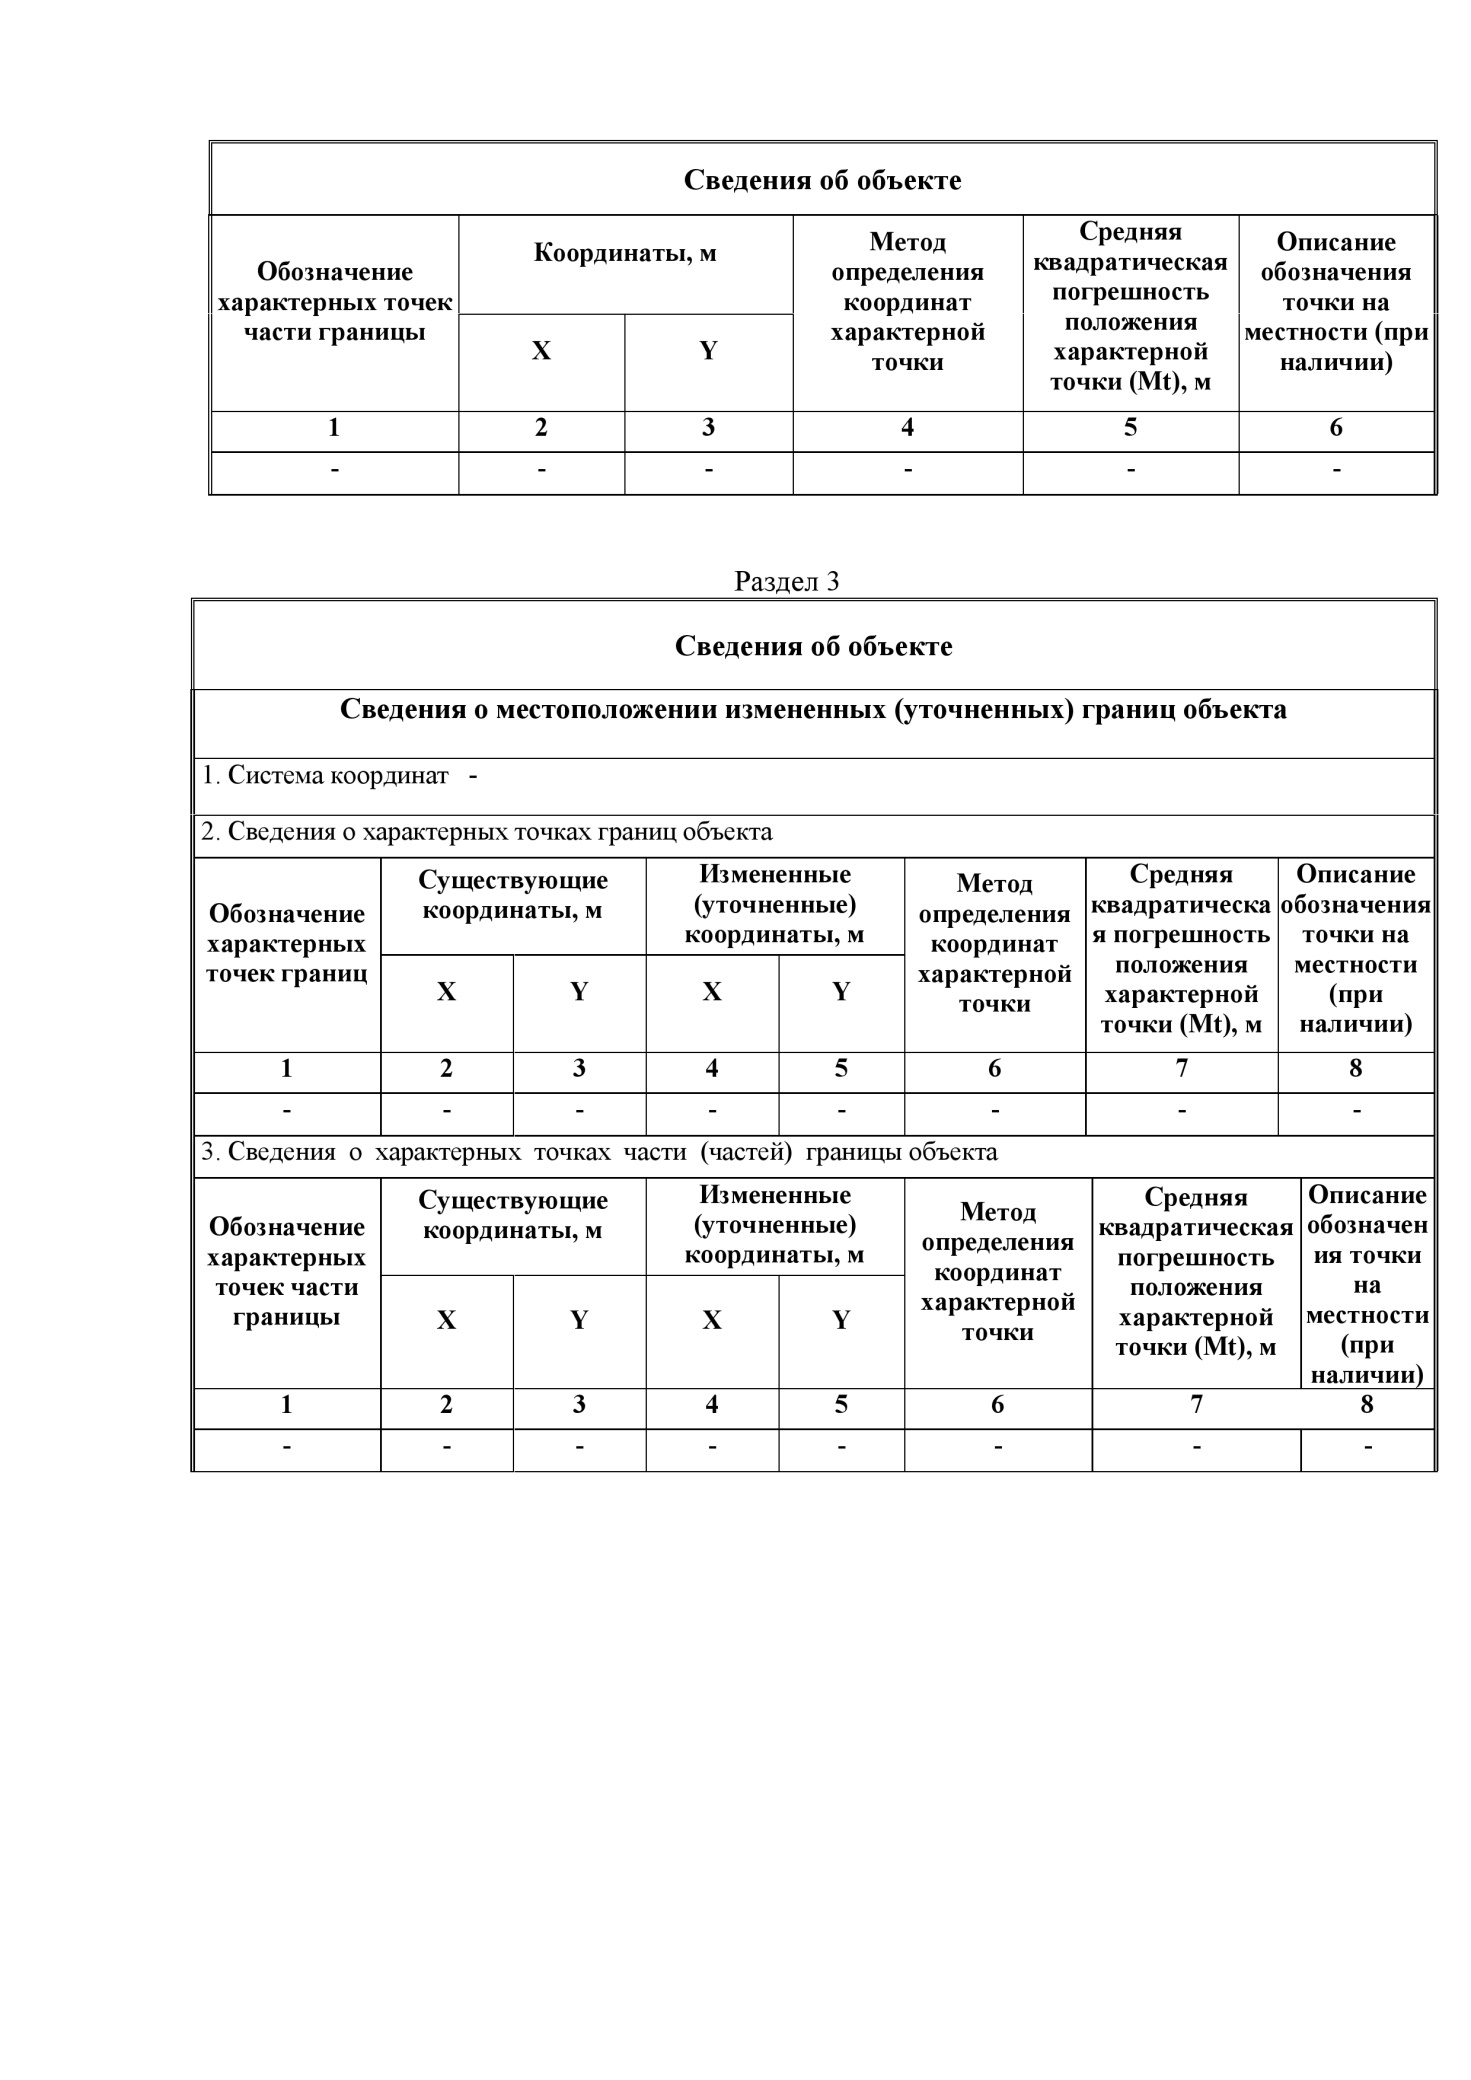 Сведения об объекте
Обозначение
характерных точек
части границы
Координаты, м
X
Y
Метод
определения
координат
характерной
точки
Средняя
квадратическая
погрешность
положения
характерной
точки (Mt), м
Описание
обозначения
точки на
местности (при
наличии)
1 2 3 4 5 6
- - - - - -
Раздел 3
Сведения об объекте
Сведения о местоположении измененных (уточненных) границ объекта
1. Система координат -
2. Сведения о характерных точках границ объекта
Обозначение
характерных
точек границ
Существующие
координаты, м
X
Y
Измененные
(уточненные)
координаты, м
X
Y
Метод
определения
координат
характерной
точки
Средняя
квадратическа
я погрешность
положения
характерной
точки (Mt), м
Описание
обозначения
точки на
местности
(при
наличии)
1 2 3 4 5 6 7 8
- - - - - - - -
3. Сведения о характерных точках части (частей) границы объекта
Обозначение
характерных
точек части
границы
Существующие
координаты, м
X
Y
Измененные
(уточненные)
координаты, м
X
Y
Метод
определения
координат
характерной
точки
Средняя
квадратическая
погрешность
положения
характерной
точки (Mt), м
Описание
обозначен
ия точки
на
местности
(при
наличии)
1 2 3 4 5 6 7 8
- - - - - - - -